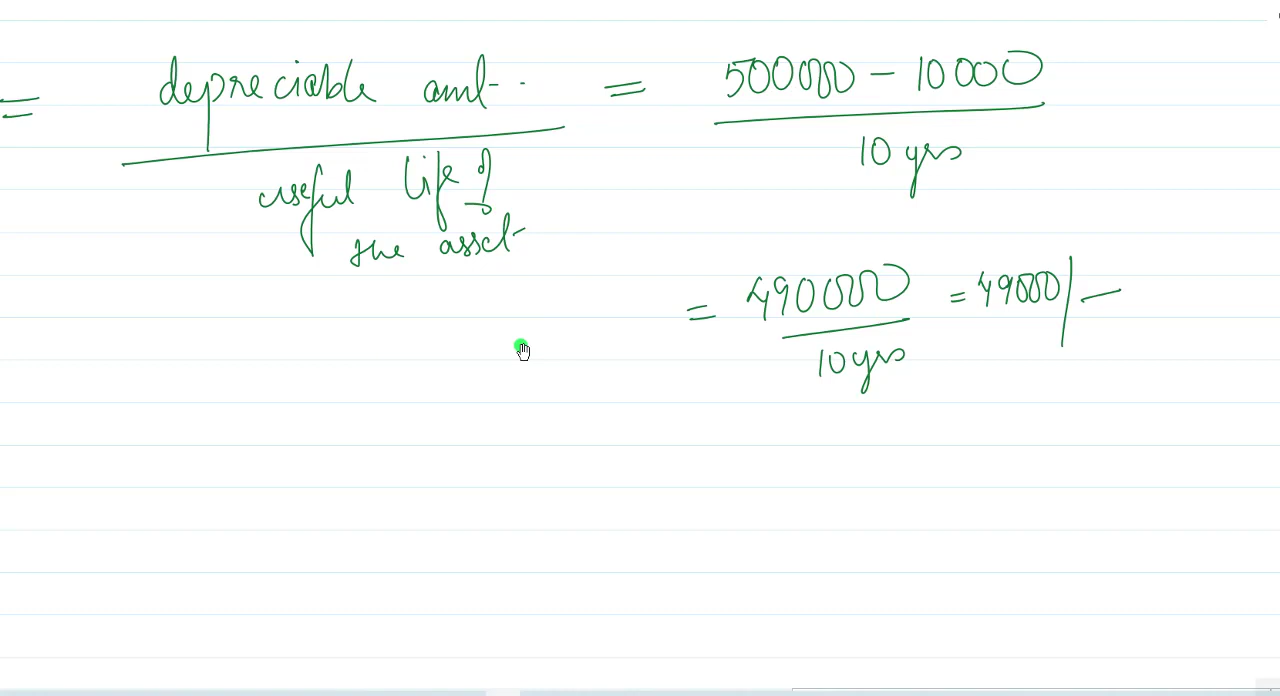 = depreciable amt. = 500000 - 10000
useful life of 10 yrs
the asset
= 490000 = 49000/-
10 yrs